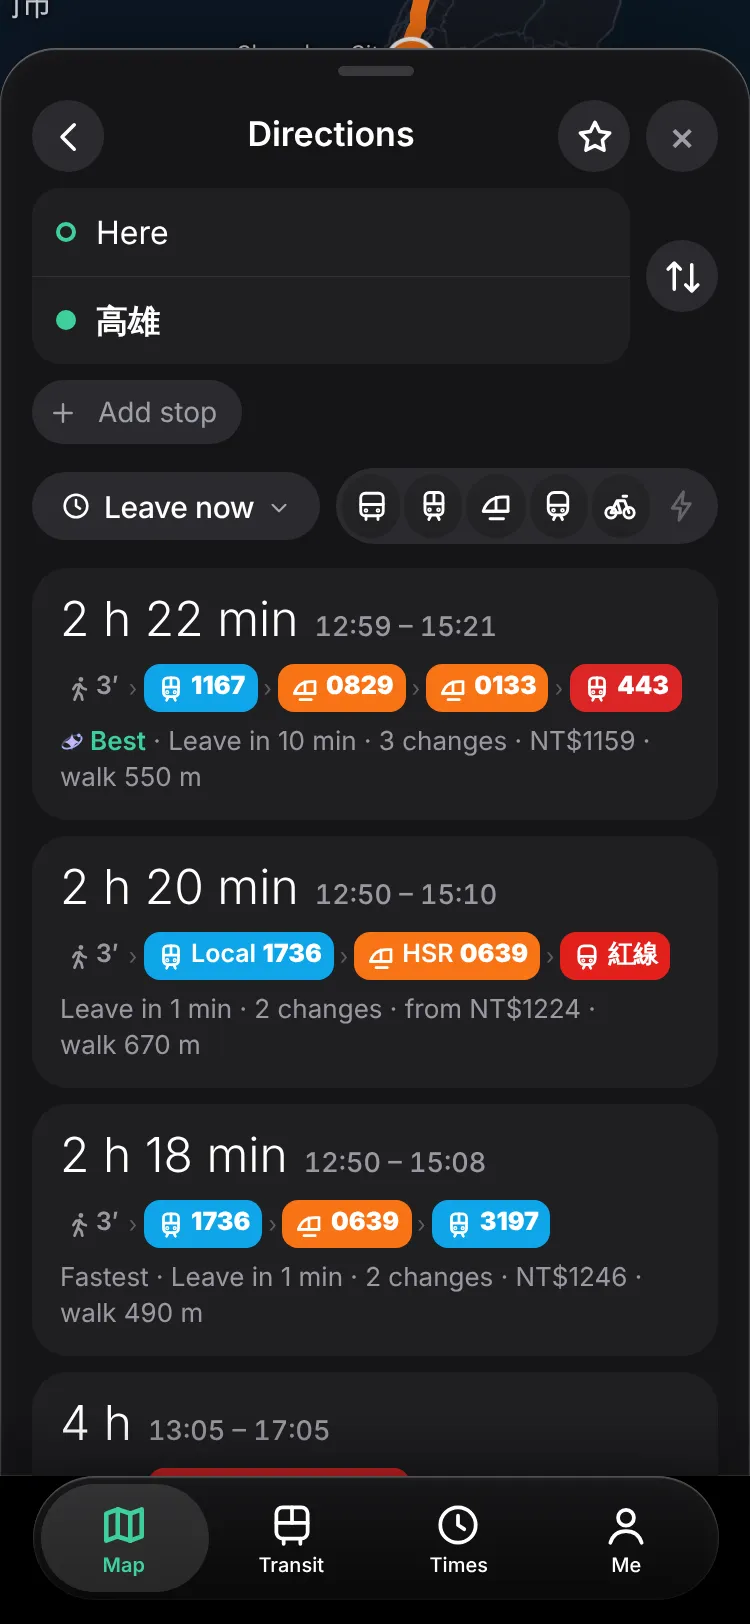 Directions
Here
高雄
Add stop
Leave now
2 h 22 min 12:59 – 15:21
3′ › 1167 › 0829 › 0133 › 443
Best · Leave in 10 min · 3 changes · NT$1159 ·
walk 550 m
2 h 20 min 12:50 – 15:10
3′ › Local 1736 › HSR 0639 › 紅線
Leave in 1 min · 2 changes · from NT$1224 ·
walk 670 m
2 h 18 min 12:50 – 15:08
3′ › 1736 › 0639 › 3197
Fastest · Leave in 1 min · 2 changes · NT$1246 ·
walk 490 m
4 h 13:05 – 17:05
Map Transit Times Me